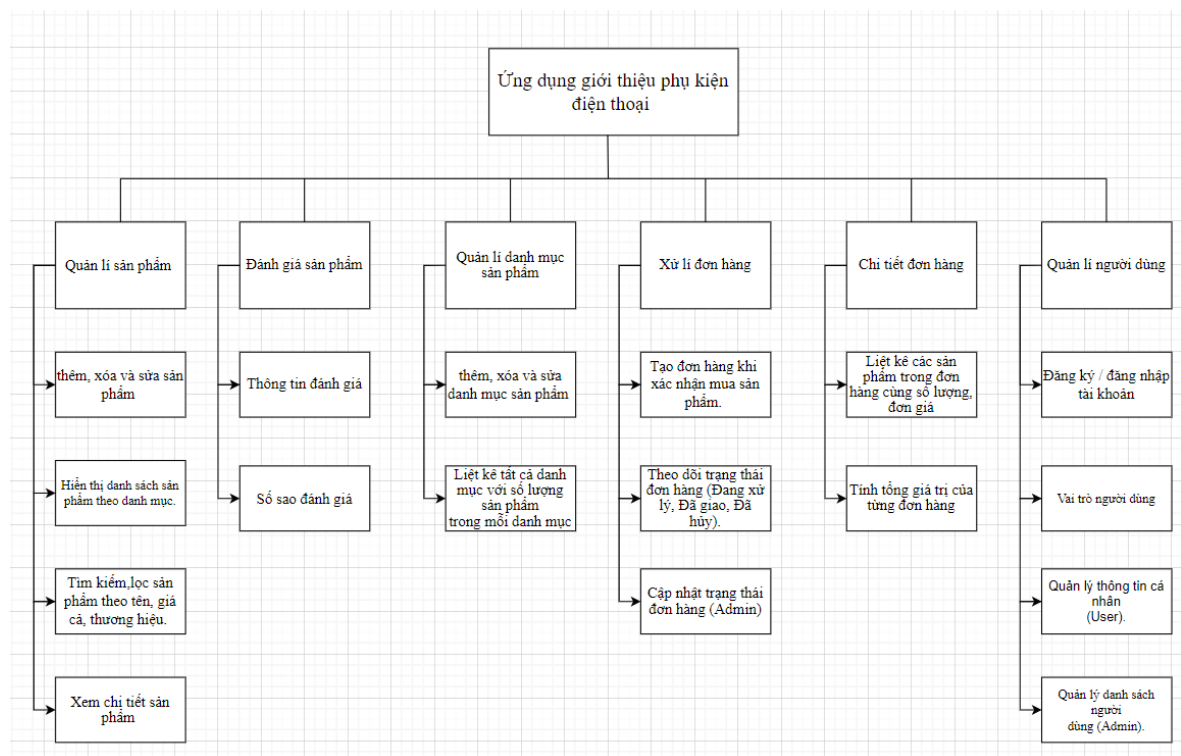 Ứng dụng giới thiệu phụ kiện
điện thoại
Quản lí sản phẩm
Đánh giá sản phẩm
Quản lí danh mục
sản phẩm
Xử lí đơn hàng
Chi tiết đơn hàng
Quản lí người dùng
thêm, xóa và sửa sản
phẩm
Thông tin đánh giá
thêm, xóa và sửa
danh mục sản phẩm
Tạo đơn hàng khi
xác nhận mua sản
phẩm.
Liệt kê các sản
phẩm trong đơn
hàng cùng số lượng,
đơn giá
Đăng ký / đăng nhập
tài khoản
Hiển thị danh sách sản
phẩm theo danh mục.
Số sao đánh giá
Liệt kê tất cả danh
mục với số lượng
sản phẩm
trong mỗi danh mục
Theo dõi trạng thái
đơn hàng (Đang xử
lý, Đã giao, Đã
hủy).
Tính tổng giá trị của
từng đơn hàng
Vai trò người dùng
Tìm kiếm,lọc sản
phẩm theo tên, giá
cả, thương hiệu.
Cập nhật trạng thái
đơn hàng (Admin)
Quản lý thông tin cá
nhân
(User).
Xem chi tiết sản
phẩm
Quản lý danh sách
người
dùng (Admin).